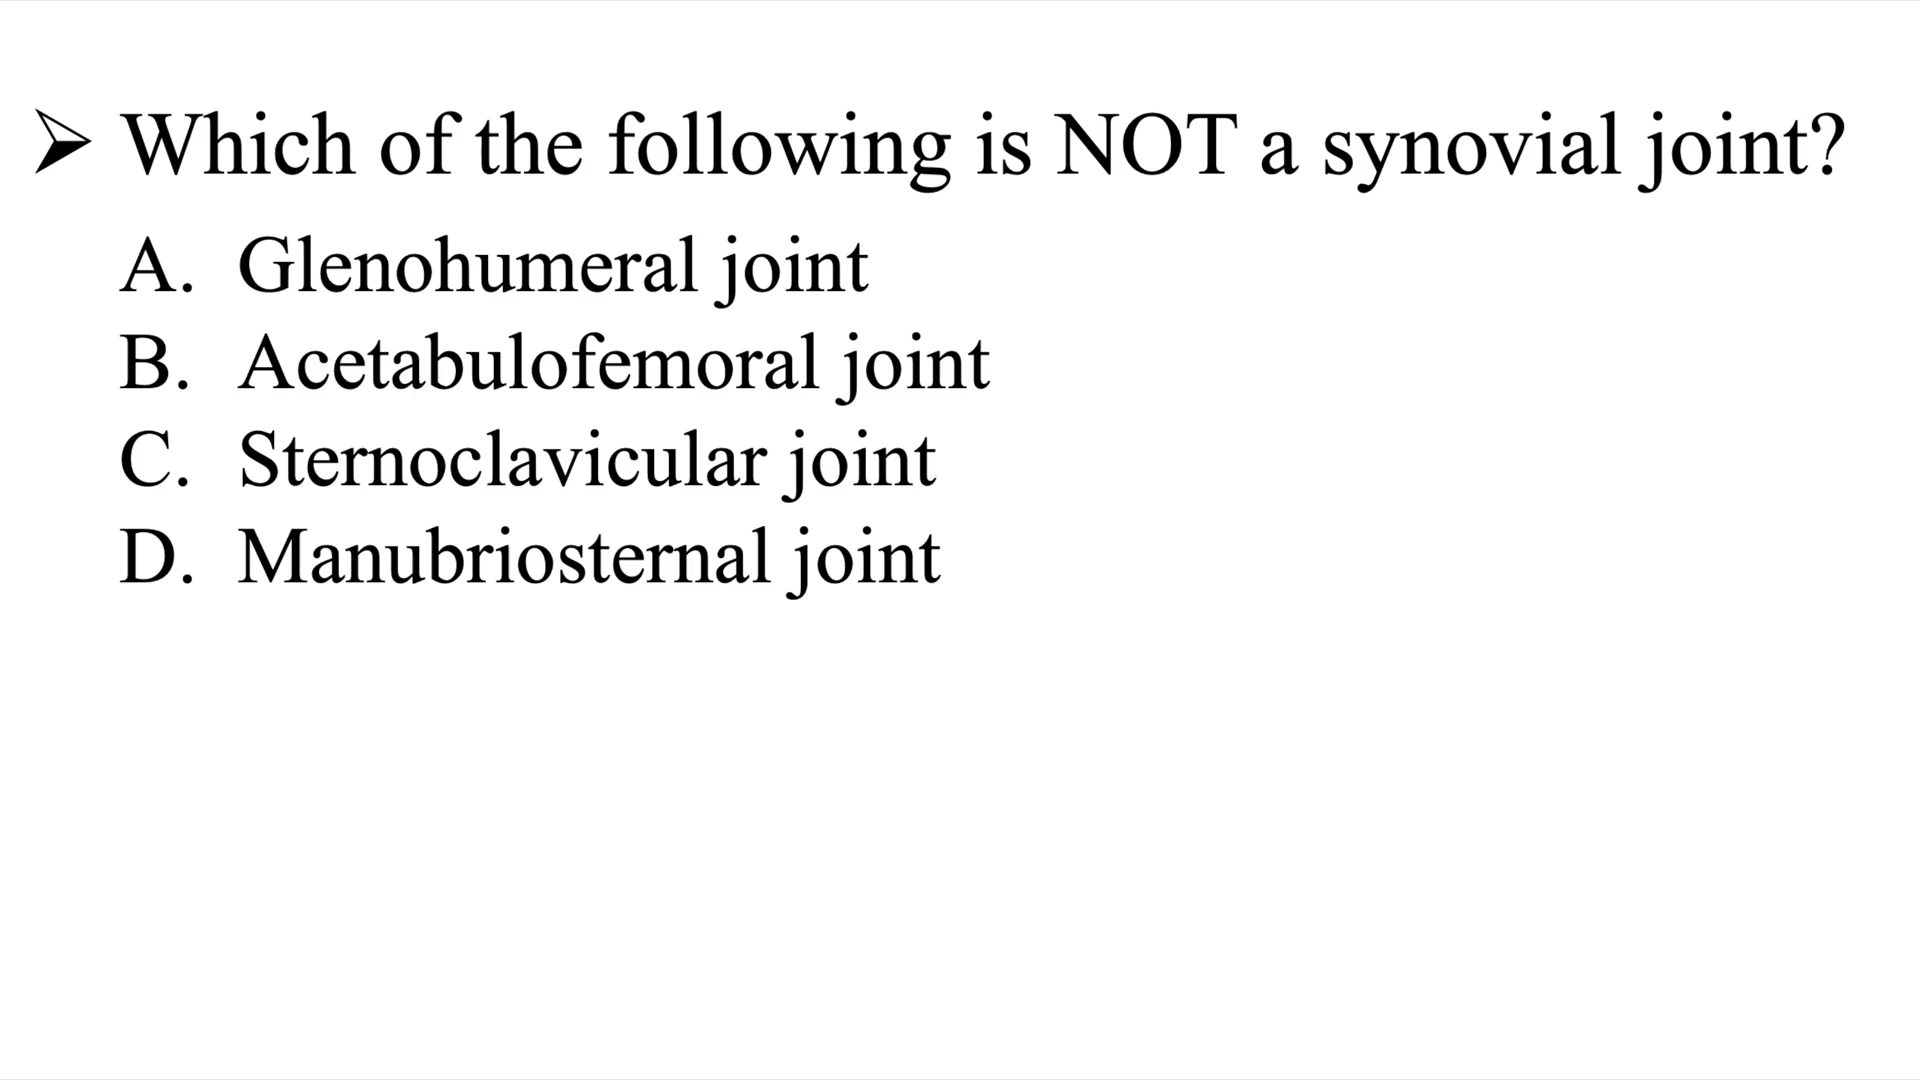 ➢ Which of the following is NOT a synovial joint?
A. Glenohumeral joint
B. Acetabulofemoral joint
C. Sternoclavicular joint
D. Manubriosternal joint